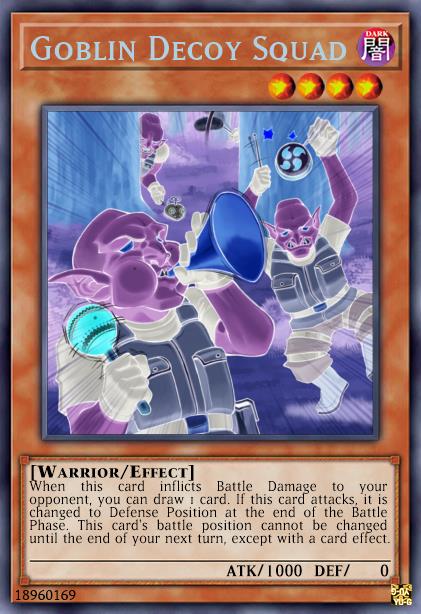 GOBLIN DECOY SQUAD
DARK
闇
[WARRIOR/EFFECT]
When this card inflicts Battle Damage to your
opponent, you can draw 1 card. If this card attacks, it is
changed to Defense Position at the end of the Battle
Phase. This card's battle position cannot be changed
until the end of your next turn, except with a card effect.
ATK/1000 DEF/ 0
18960169